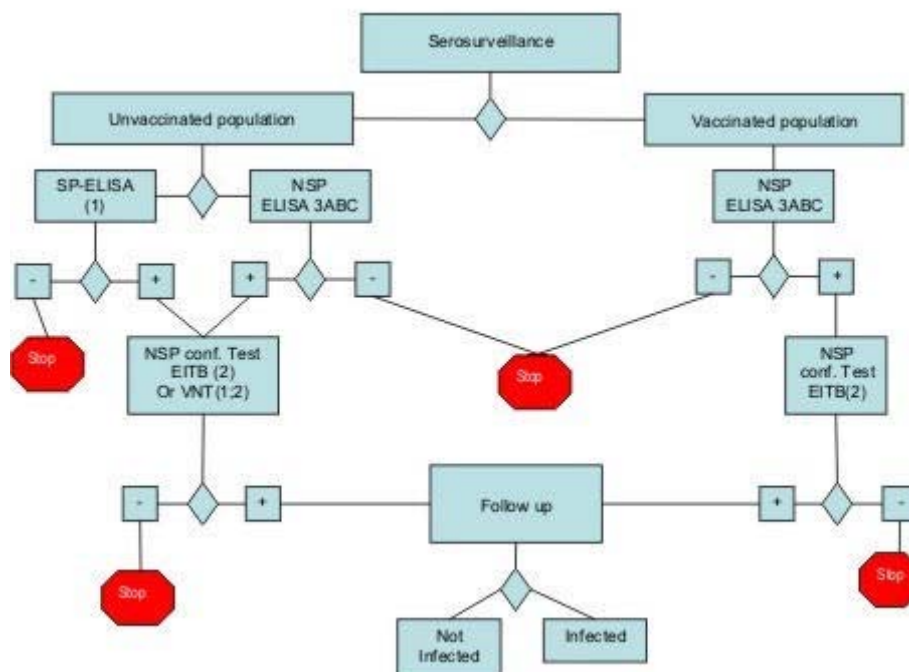 Serosurveillance
Unvaccinated population
Vaccinated population
SP-ELISA
(1)
NSP
ELISA 3ABC
NSP
ELISA 3ABC
-
+
+
-
-
+
Stop
NSP conf. Test
EITB (2)
Or VNT(1;2)
Stop
NSP
conf. Test
EITB(2)
-
+
Follow up
+
-
Stop
Stop
Not
Infected
Infected